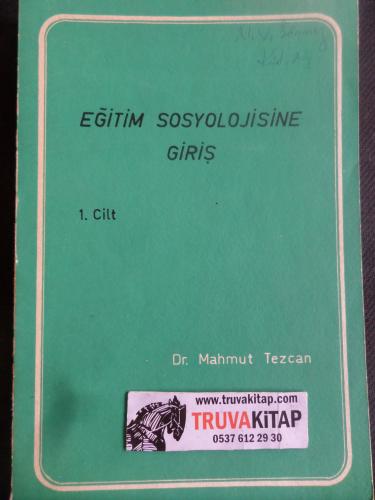 EĞİTİM SOSYOLOJİSİNE
GİRİŞ
1. Cilt
Dr. Mahmut Tezcan
www.truvakitap.com
TRUVAKİTAP
0537 612 29 30